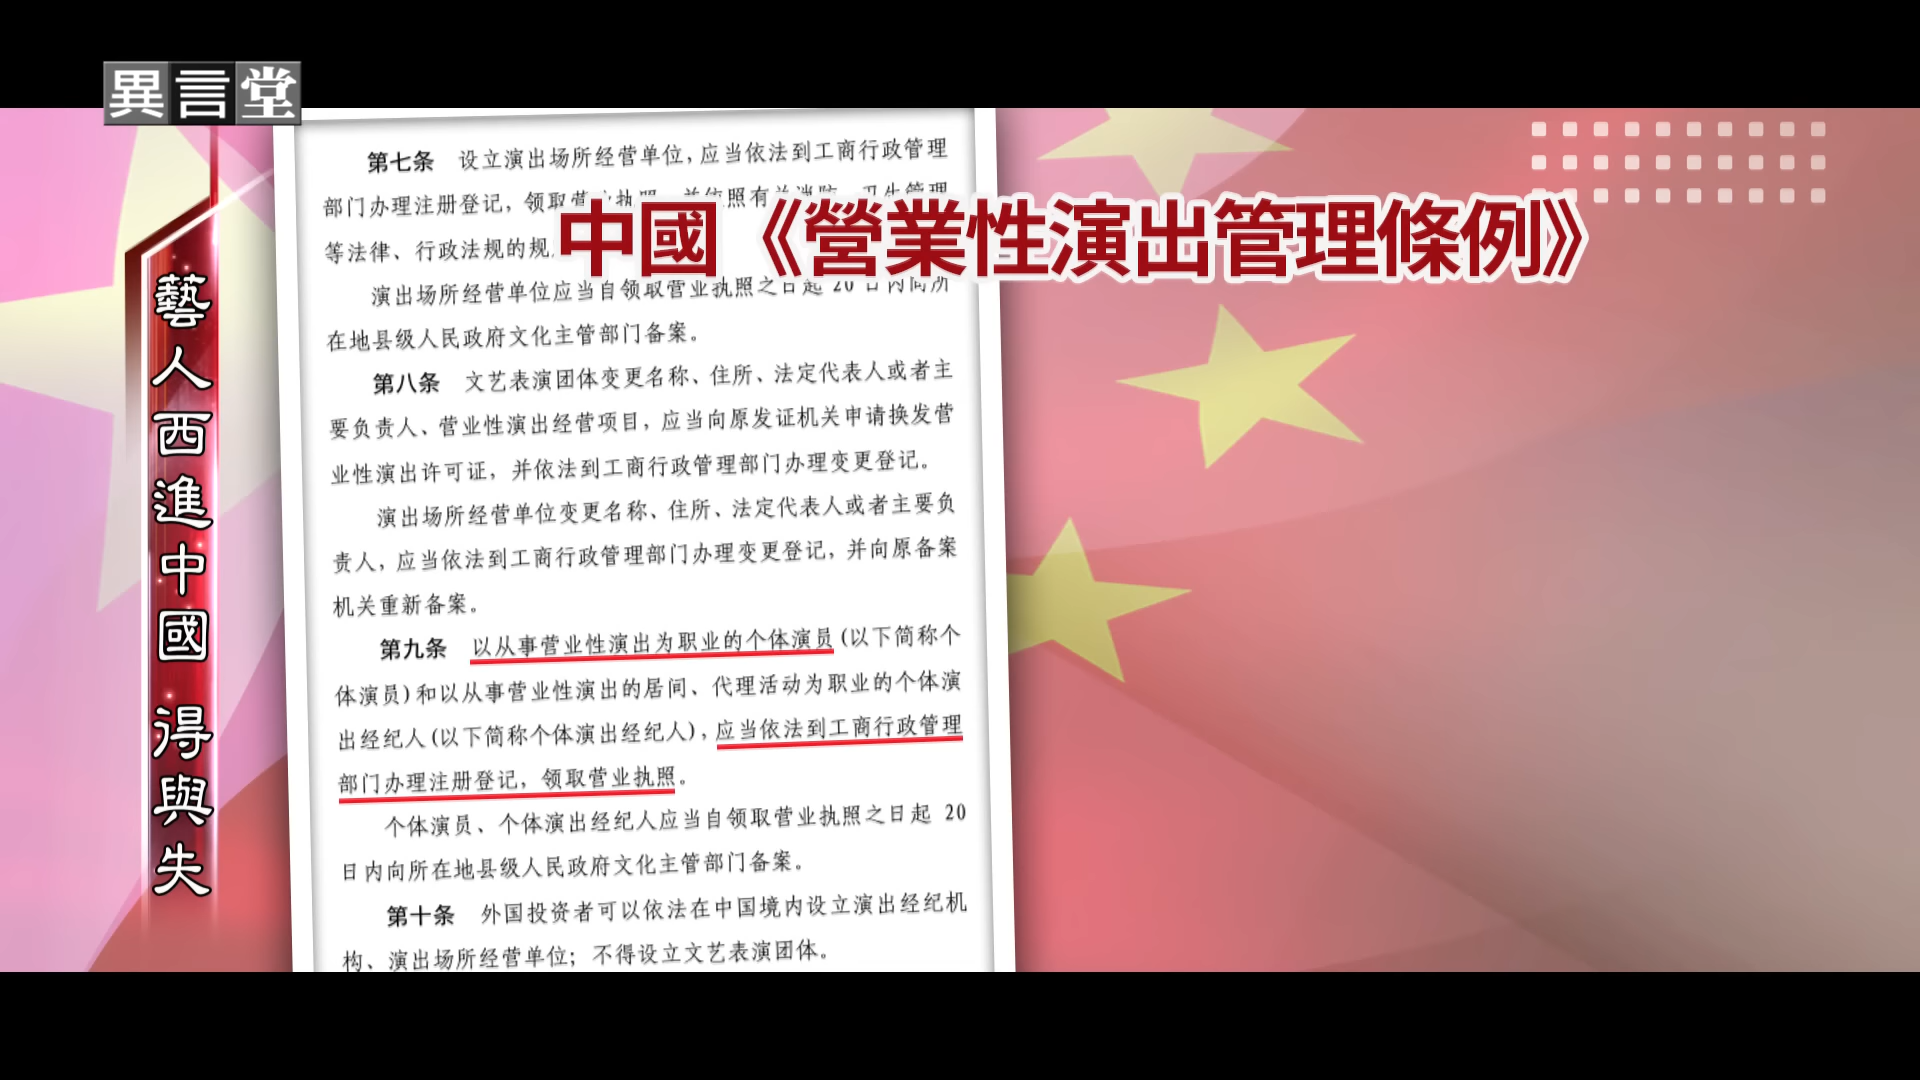 異言堂
中國《營業性演出管理條例》
藝人西進中國 得與失
第七条 设立演出场所经营单位,应当依法到工商行政管理
部门办理注册登记,领取营业执照,并依照有关消防、卫生管理
等法律、行政法规的规
演出场所经营单位应当自领取营业执照之日起 20 日内向所
在地县级人民政府文化主管部门备案。
第八条 文艺表演团体变更名称、住所、法定代表人或者主
要负责人、营业性演出经营项目,应当向原发证机关申请换发营
业性演出许可证,并依法到工商行政管理部门办理变更登记。
演出场所经营单位变更名称、住所、法定代表人或者主要负
责人,应当依法到工商行政管理部门办理变更登记,并向原备案
机关重新备案。
第九条 以从事营业性演出为职业的个体演员(以下简称个
体演员)和以从事营业性演出的居间、代理活动为职业的个体演
出经纪人(以下简称个体演出经纪人),应当依法到工商行政管理
部门办理注册登记,领取营业执照。
个体演员、个体演出经纪人应当自领取营业执照之日起 20
日内向所在地县级人民政府文化主管部门备案。
第十条 外国投资者可以依法在中国境内设立演出经纪机
构、演出场所经营单位;不得设立文艺表演团体。